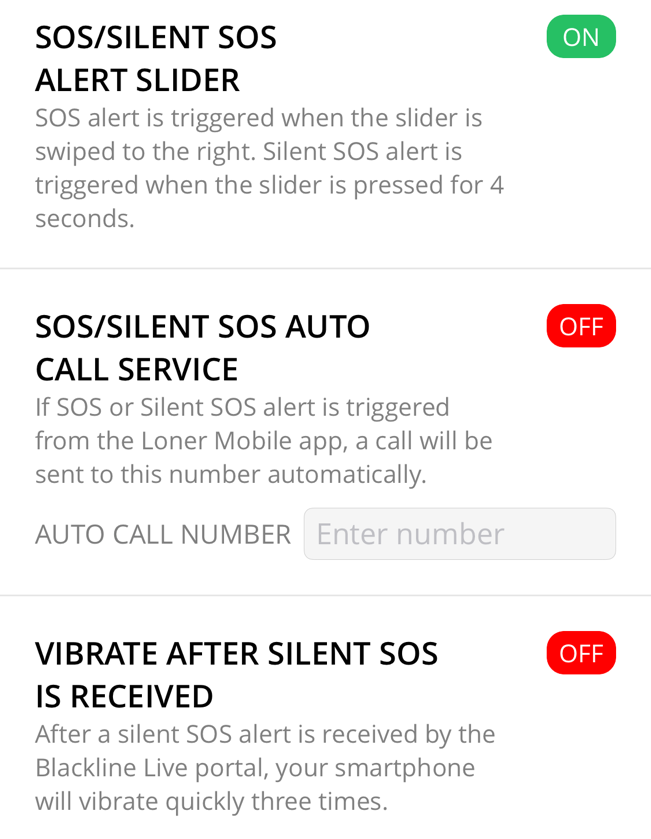 SOS/SILENT SOS
ALERT SLIDER
ON
SOS alert is triggered when the slider is
swiped to the right. Silent SOS alert is
triggered when the slider is pressed for 4
seconds.
SOS/SILENT SOS AUTO
CALL SERVICE
OFF
If SOS or Silent SOS alert is triggered
from the Loner Mobile app, a call will be
sent to this number automatically.
AUTO CALL NUMBER Enter number
VIBRATE AFTER SILENT SOS
IS RECEIVED
OFF
After a silent SOS alert is received by the
Blackline Live portal, your smartphone
will vibrate quickly three times.